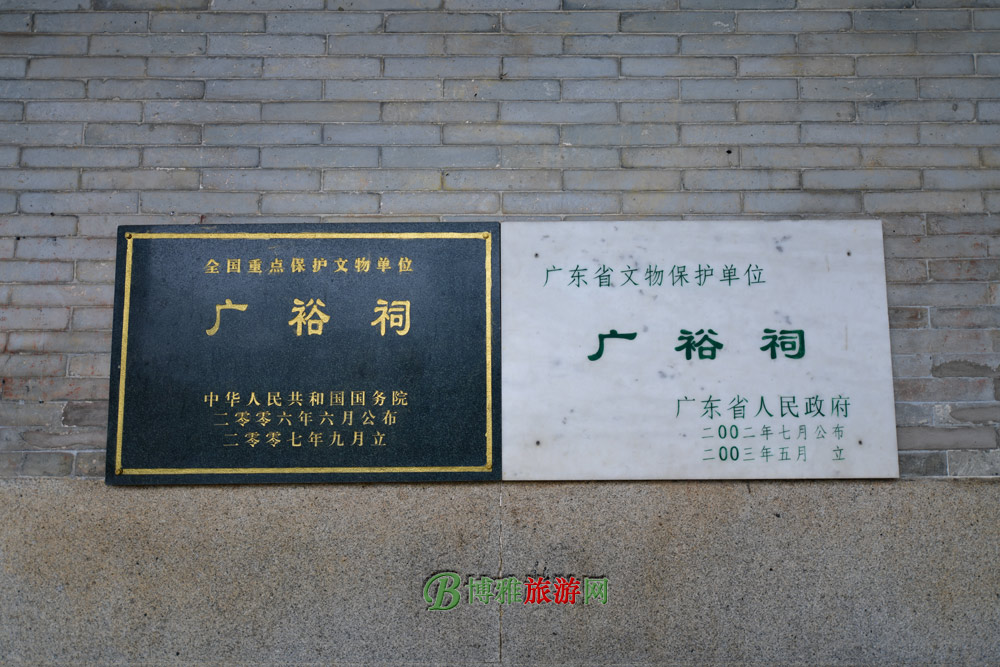 全国重点保护文物单位
广裕祠
中华人民共和国国务院
二零零六年六月公布
二零零七年九月立
广东省文物保护单位
广裕祠
广东省人民政府
二00二年七月公布
二00三年五月 立
B博雅旅游网